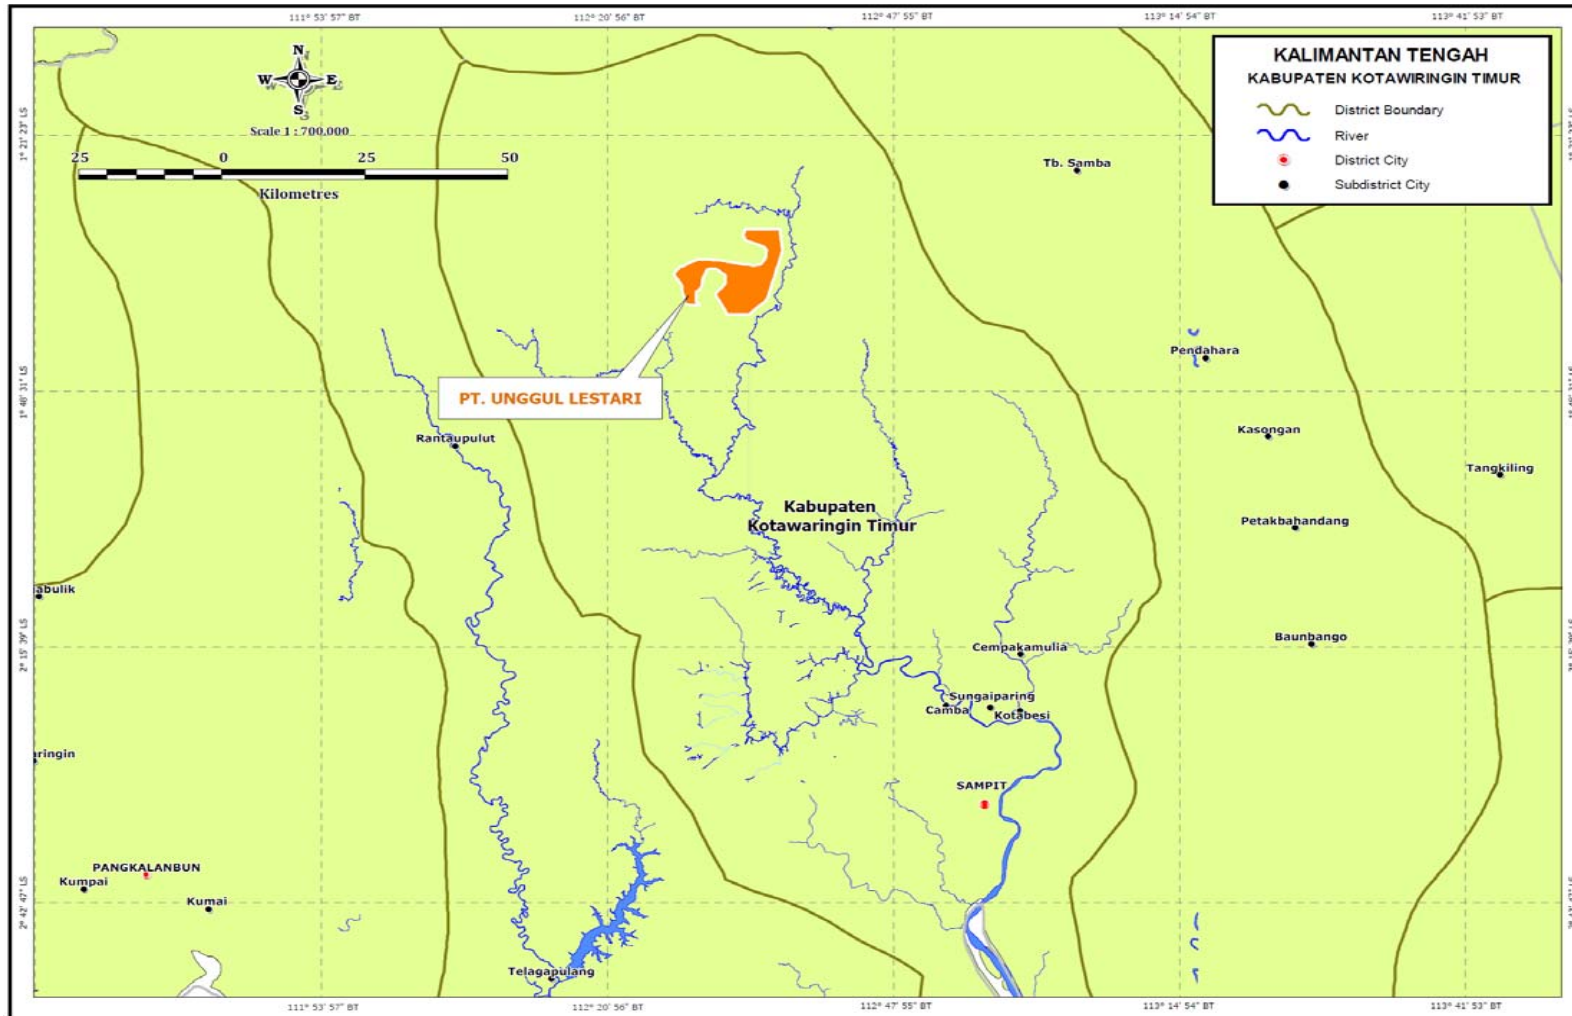 111° 53' 57" BT
112° 20' 56" BT
112° 47' 55" BT
113° 14' 54" BT
113° 41' 53" BT
KALIMANTAN TENGAH
KABUPATEN KOTAWIRINGIN TIMUR
District Boundary
River
District City
Subdistrict City
N
W E
S
Scale 1 : 700,000
25 0 25 50
Kilometres
1° 21' 23" LS
Tb. Samba
Pendahara
PT. UNGGUL LESTARI
Rantaupulut
Kasongan
Tangkiling
Kabupaten
Kotawaringin Timur
Petakbahandang
abulik
Baunbango
2° 15' 39" LS
Cempakamulia
Sungaiparing
Camba
Kotabesi
aringin
SAMPIT
PANGKALANBUN
Kumpai
Kumai
2° 42' 47" LS
Telagapulang
111° 53' 57" BT
112° 20' 56" BT
112° 47' 55" BT
113° 14' 54" BT
113° 41' 53" BT